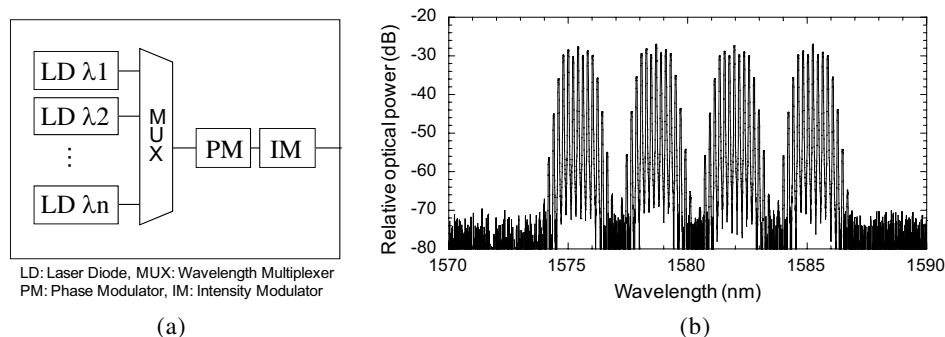 LD λ1
LD λ2
⋮
LD λn
M
U
X
PM
IM
LD: Laser Diode, MUX: Wavelength Multiplexer
PM: Phase Modulator, IM: Intensity Modulator
(a)
Relative optical power (dB)
-20
-30
-40
-50
-60
-70
-80
1570
1575
1580
1585
1590
Wavelength (nm)
(b)